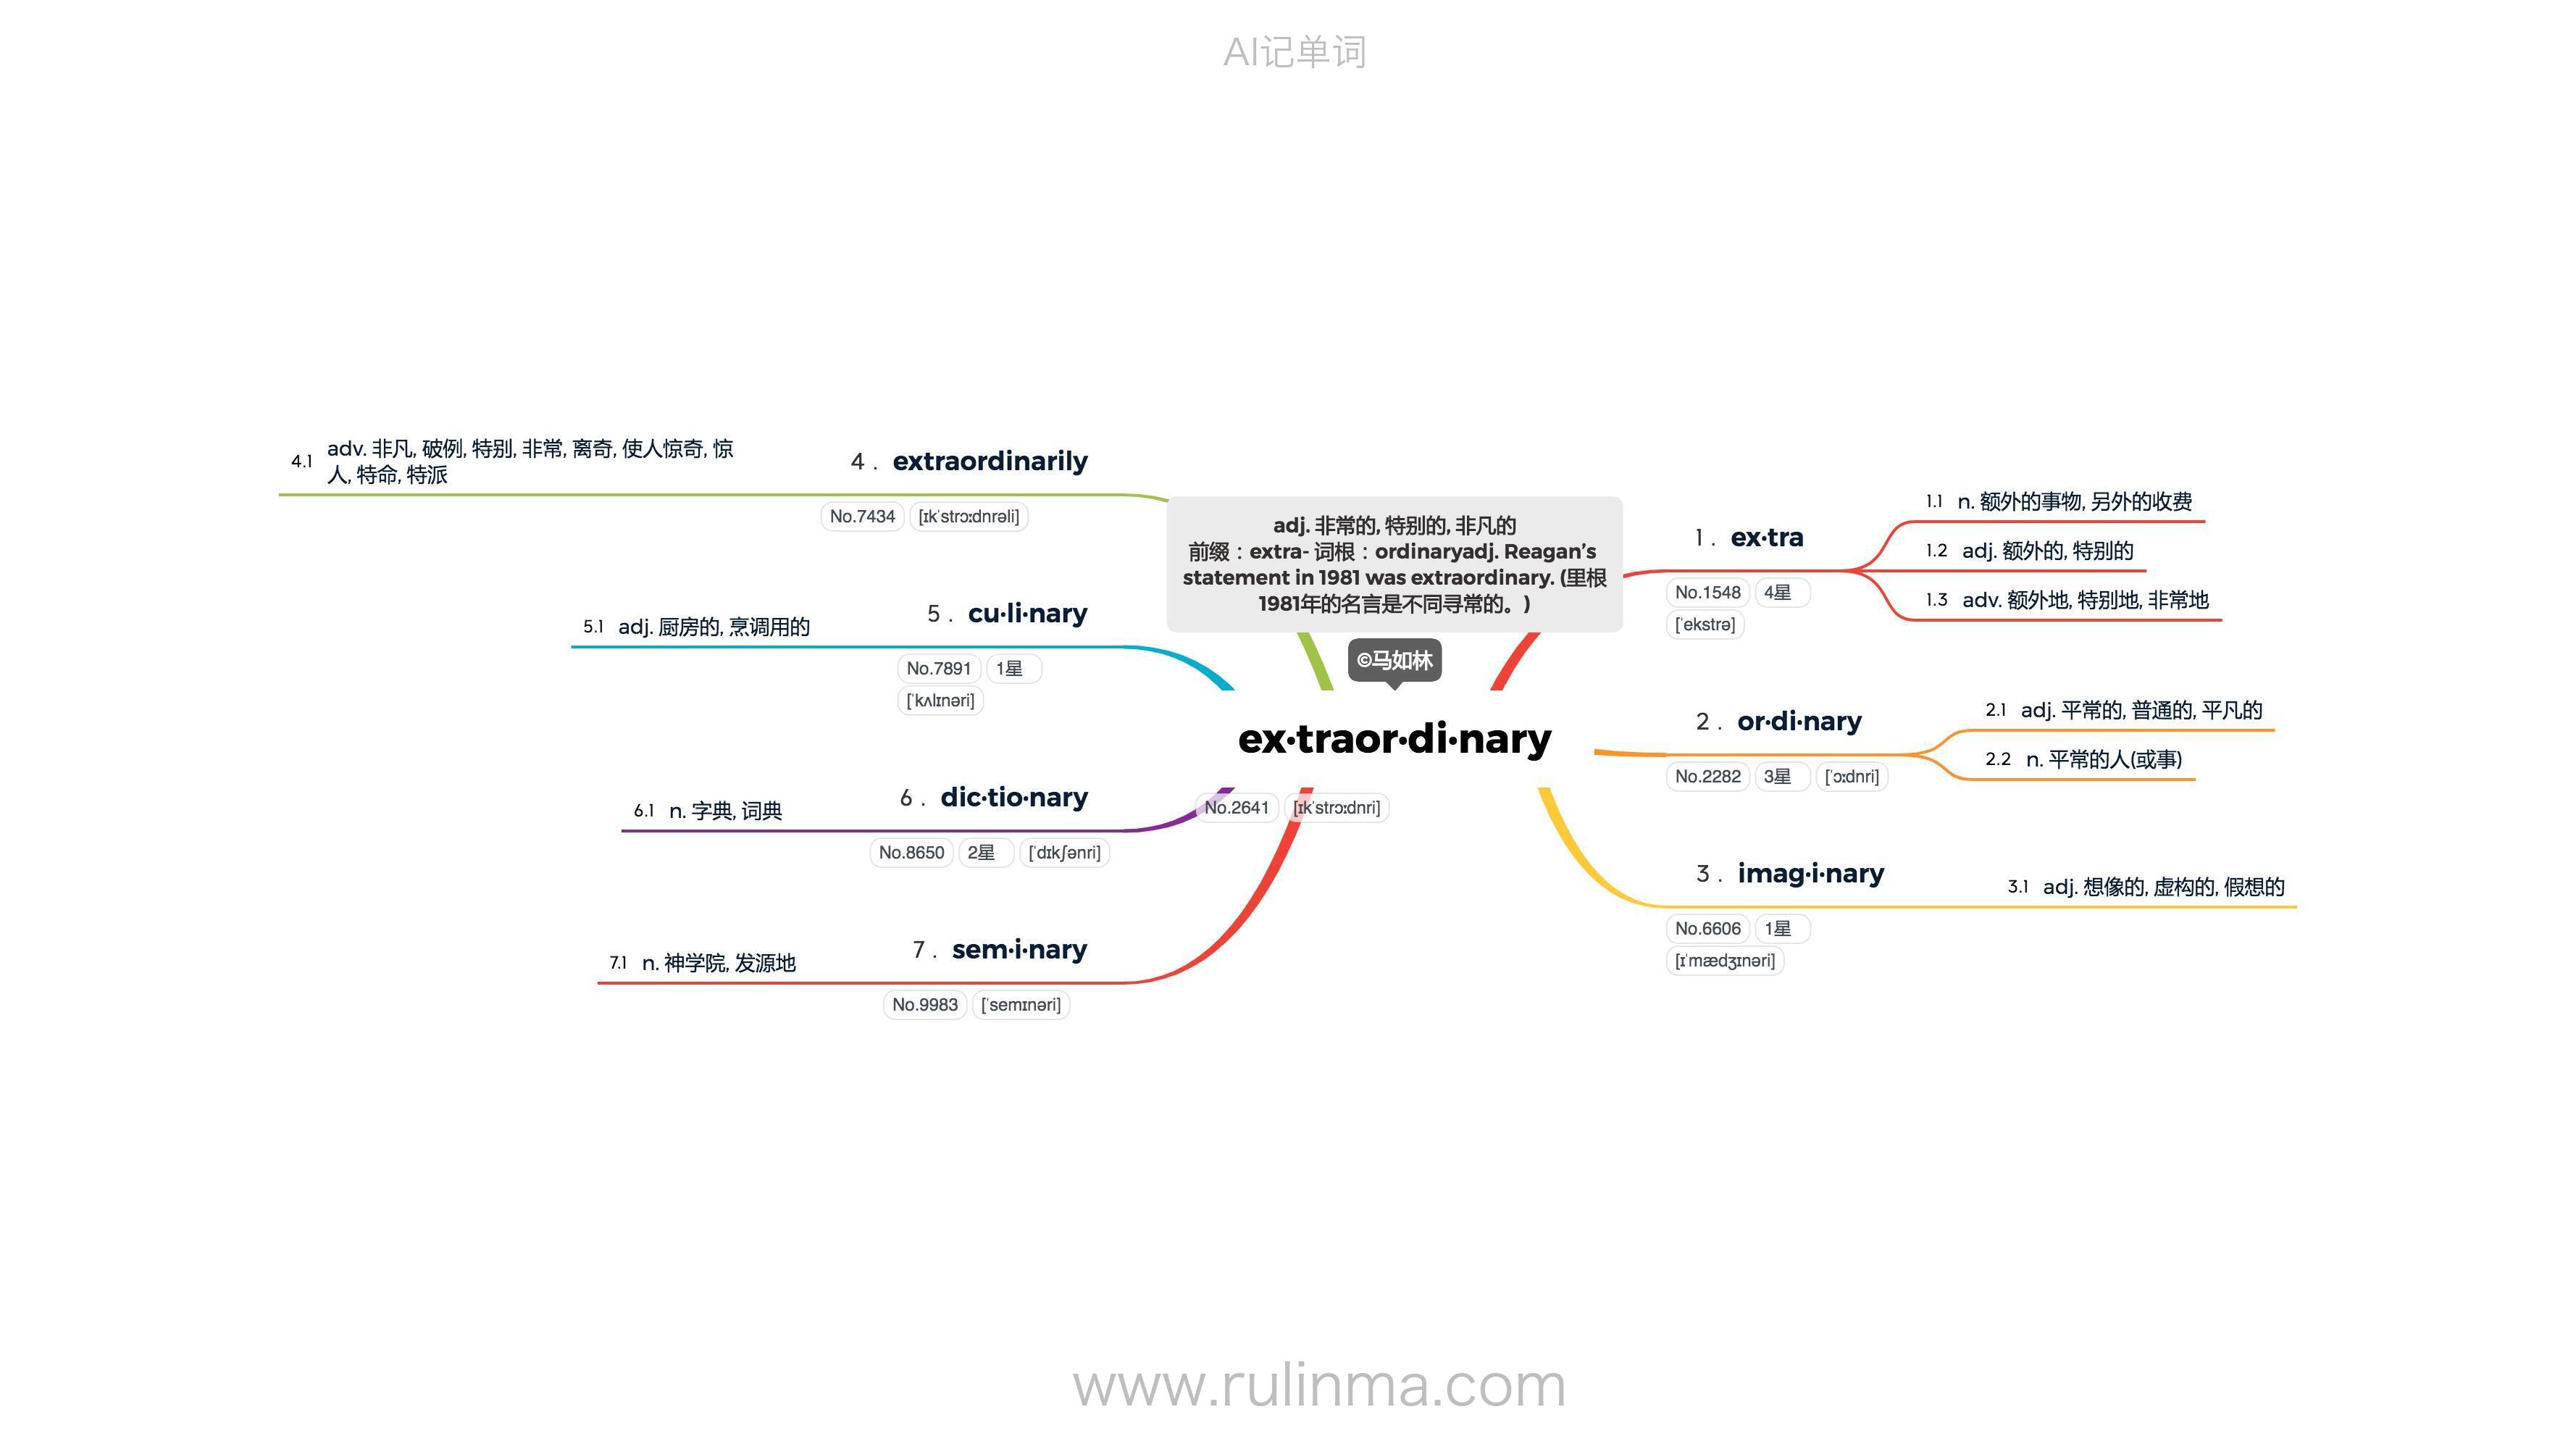 AI记单词
adj. 非常的, 特别的, 非凡的
前缀：extra- 词根：ordinaryadj. Reagan’s
statement in 1981 was extraordinary. (里根
1981年的名言是不同寻常的。)
©马如林
ex·traor·di·nary
No.2641 [ɪkˈstrɔːdnri]
1 . ex·tra
No.1548 4星
[ˈekstrə]
1.1 n. 额外的事物, 另外的收费
1.2 adj. 额外的, 特别的
1.3 adv. 额外地, 特别地, 非常地
2 . or·di·nary
No.2282 3星 [ˈɔːdnri]
2.1 adj. 平常的, 普通的, 平凡的
2.2 n. 平常的人(或事)
3 . imag·i·nary
No.6606 1星
[ɪˈmædʒɪnəri]
3.1 adj. 想像的, 虚构的, 假想的
4 . extraordinarily
No.7434 [ɪkˈstrɔːdnrəli]
4.1 adv. 非凡, 破例, 特别, 非常, 离奇, 使人惊奇, 惊
人, 特命, 特派
5 . cu·li·nary
No.7891 1星
[ˈkʌlɪnəri]
5.1 adj. 厨房的, 烹调用的
6 . dic·tio·nary
No.8650 2星 [ˈdɪkʃənri]
6.1 n. 字典, 词典
7 . sem·i·nary
No.9983 [ˈsemɪnəri]
7.1 n. 神学院, 发源地
www.rulinma.com